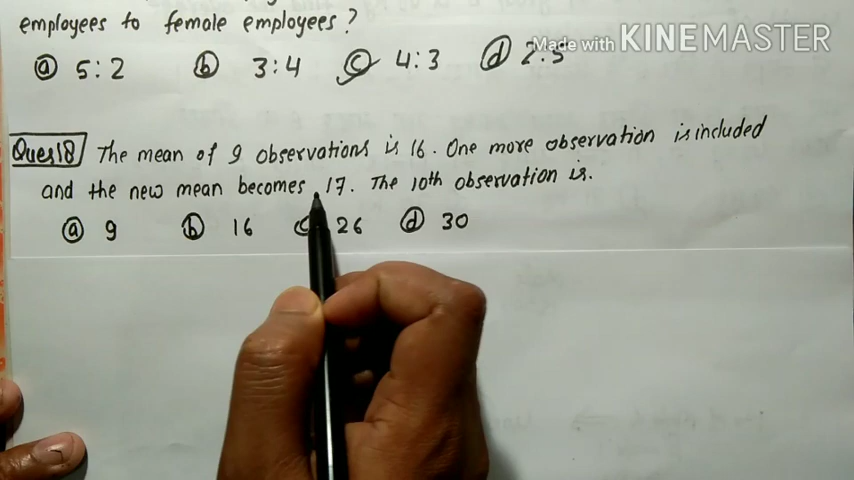 employees to female employees?
Made with KINEMASTER
ⓐ 5:2 ⓑ 3:4 ⓒ 4:3 ⓓ 2:5
Ques18 The mean of 9 observations is 16. One more observation is included
and the new mean becomes 17. The 10th observation is.
ⓐ 9 ⓑ 16 ⓒ 26 ⓓ 30